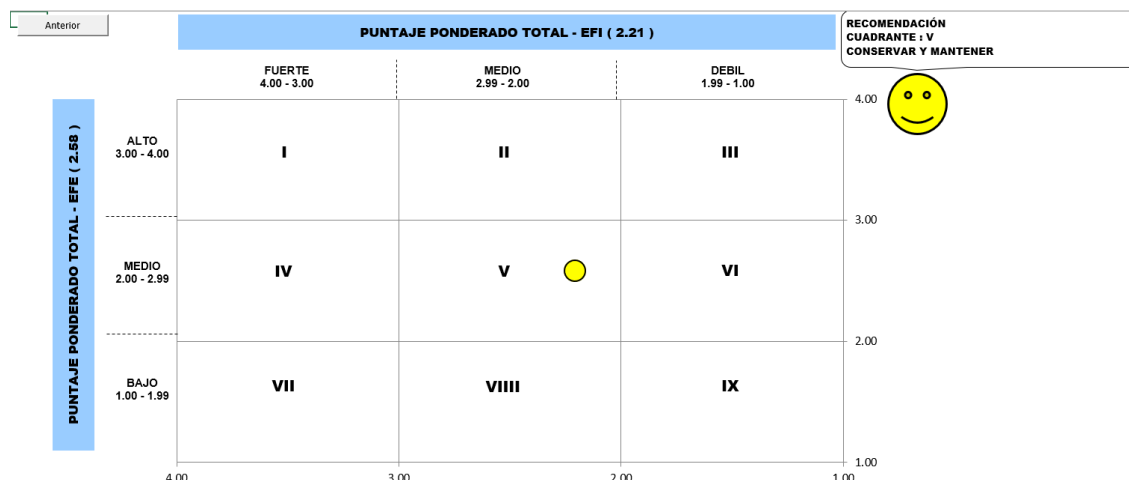 Anterior
PUNTAJE PONDERADO TOTAL - EFI ( 2.21 )
RECOMENDACIÓN
CUADRANTE : V
CONSERVAR Y MANTENER
FUERTE
4.00 - 3.00
MEDIO
2.99 - 2.00
DEBIL
1.99 - 1.00
PUNTAJE PONDERADO TOTAL - EFE ( 2.58 )
4.00
ALTO
3.00 - 4.00
I
II
III
3.00
MEDIO
2.00 - 2.99
IV
V
VI
2.00
BAJO
1.00 - 1.99
VII
VIIII
IX
1.00
4.00
3.00
2.00
1.00